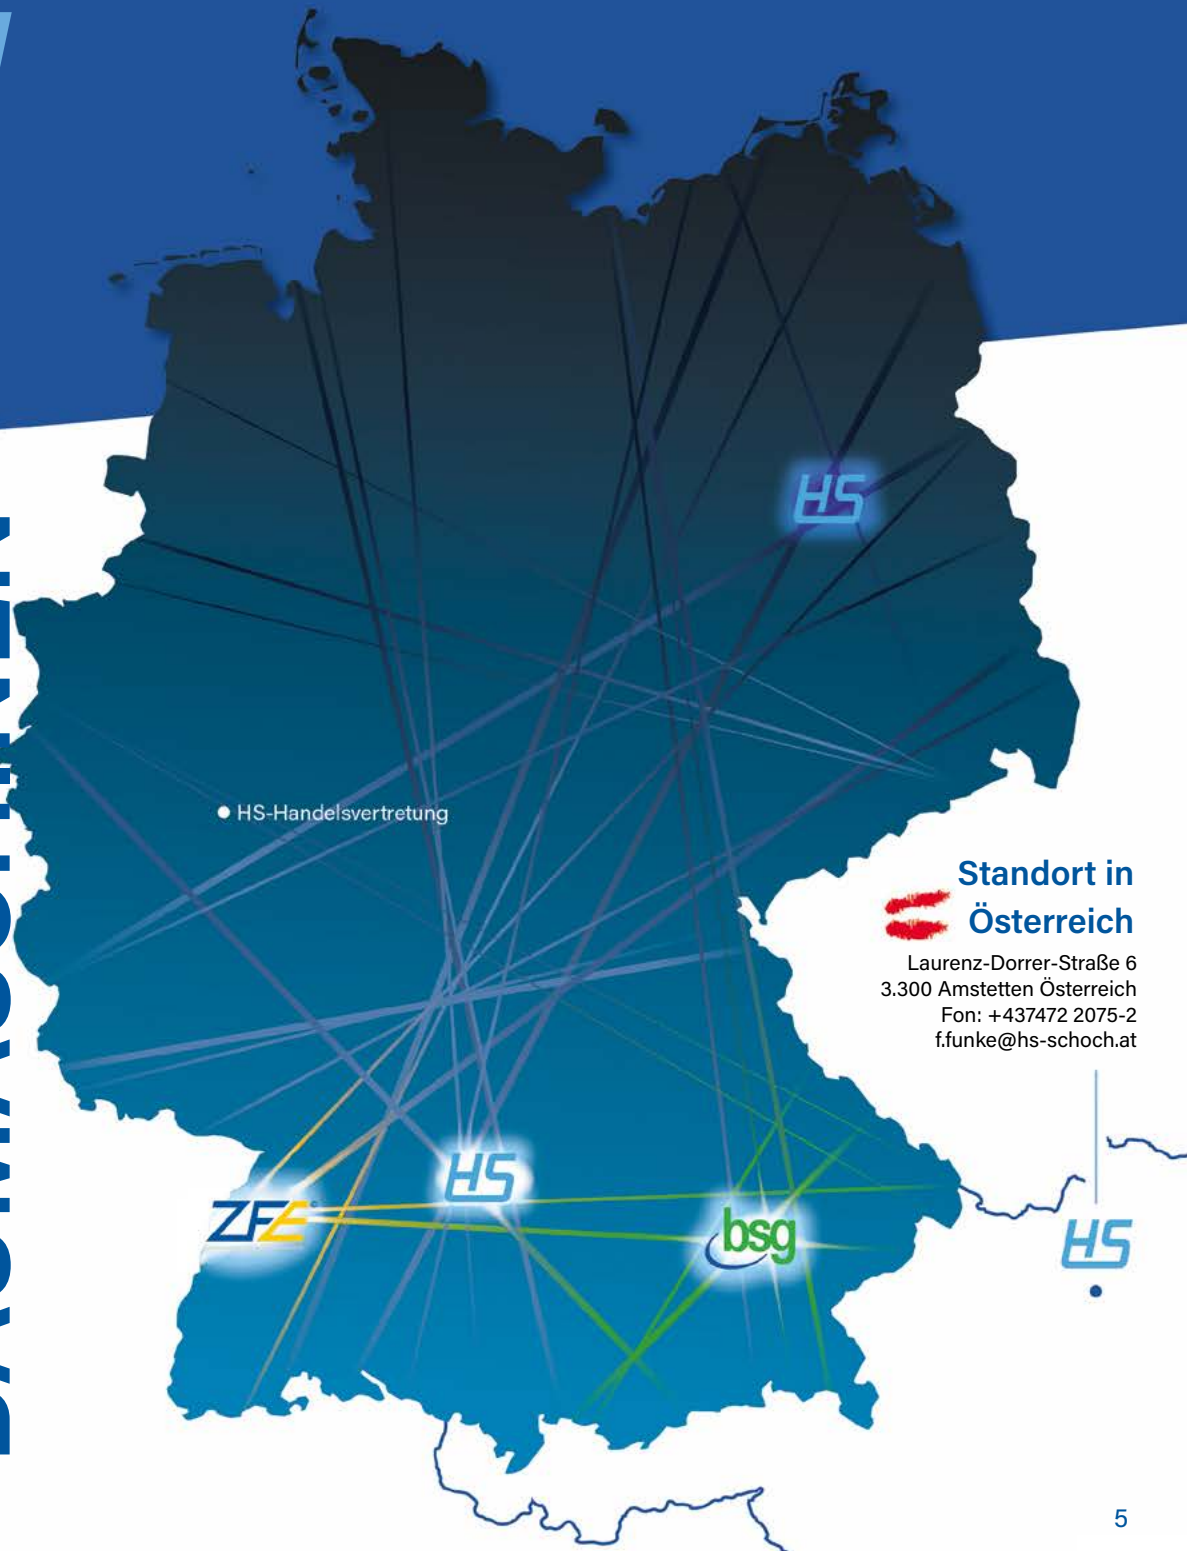 HS
HS-Handelsvertretung
Standort in
Österreich
Laurenz-Dorrer-Straße 6
3.300 Amstetten Österreich
Fon: +437472 2075-2
f.funke@hs-schoch.at
HS
ZFE
bsg
HS
5